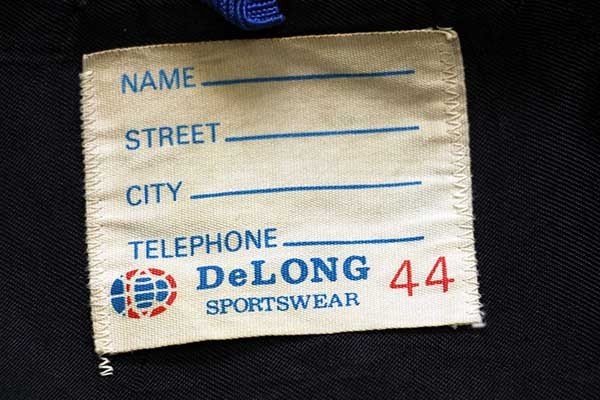 NAME
STREET
CITY
TELEPHONE
DeLONG 44
SPORTSWEAR